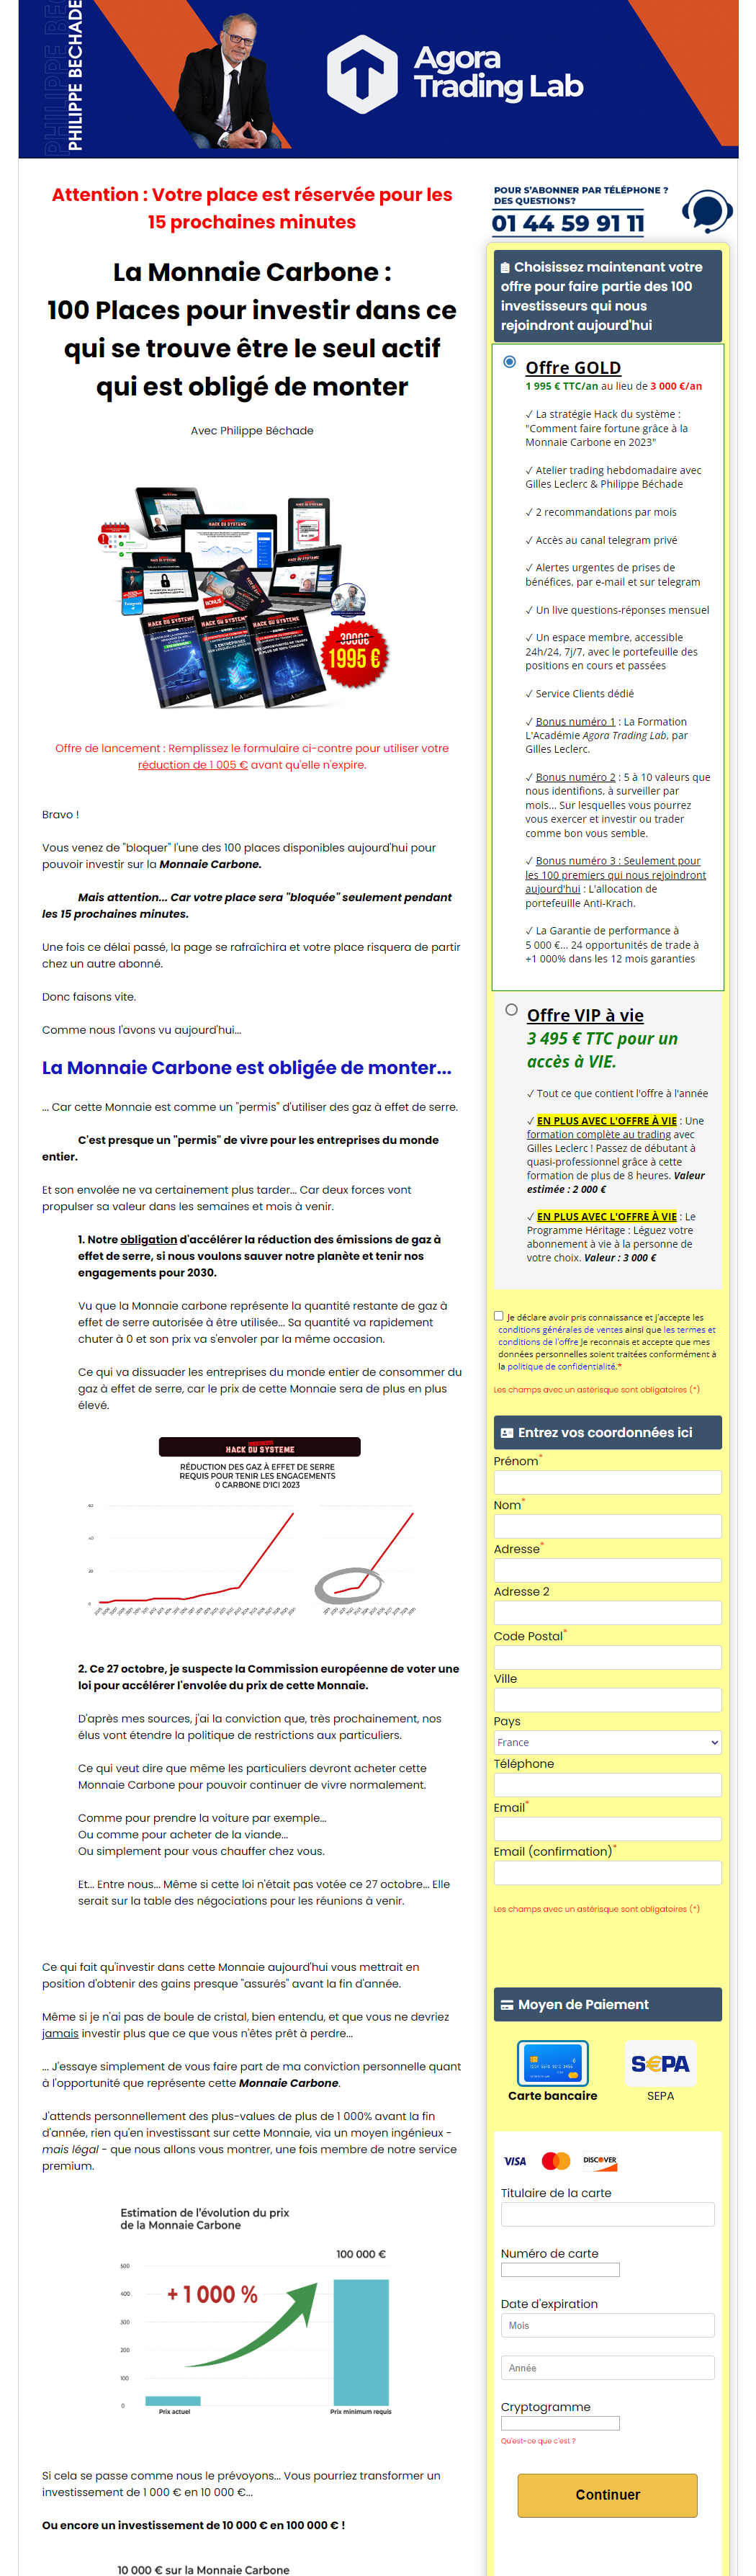 PHILIPPE BECHADE
PHILIPPE BECHADE
Agora
Trading Lab
Attention : Votre place est réservée pour les
15 prochaines minutes
La Monnaie Carbone :
100 Places pour investir dans ce
qui se trouve être le seul actif
qui est obligé de monter
Avec Philippe Béchade
HACK DU SYSTEME
BONUS
3000€
1995 €
Offre de lancement : Remplissez le formulaire ci-contre pour utiliser votre
réduction de 1 005 € avant qu'elle n'expire.
Bravo !
Vous venez de "bloquer" l'une des 100 places disponibles aujourd'hui pour
pouvoir investir sur la Monnaie Carbone.
Mais attention... Car votre place sera "bloquée" seulement pendant
les 15 prochaines minutes.
Une fois ce délai passé, la page se rafraîchira et votre place risquera de partir
chez un autre abonné.
Donc faisons vite.
Comme nous l'avons vu aujourd'hui...
La Monnaie Carbone est obligée de monter...
... Car cette Monnaie est comme un "permis" d'utiliser des gaz à effet de serre.
C'est presque un "permis" de vivre pour les entreprises du monde
entier.
Et son envolée ne va certainement plus tarder... Car deux forces vont
propulser sa valeur dans les semaines et mois à venir.
1. Notre obligation d'accélérer la réduction des émissions de gaz à
effet de serre, si nous voulons sauver notre planète et tenir nos
engagements pour 2030.
Vu que la Monnaie carbone représente la quantité restante de gaz à
effet de serre autorisée à être utilisée... Sa quantité va rapidement
chuter à 0 et son prix va s'envoler par la même occasion.
Ce qui va dissuader les entreprises du monde entier de consommer du
gaz à effet de serre, car le prix de cette Monnaie sera de plus en plus
élevé.
HACK DU SYSTEME
RÉDUCTION DES GAZ À EFFET DE SERRE
REQUIS POUR TENIR LES ENGAGEMENTS
0 CARBONE D'ICI 2023
60
40
20
0
2. Ce 27 octobre, je suspecte la Commission européenne de voter une
loi pour accélérer l'envolée du prix de cette Monnaie.
D'après mes sources, j'ai la conviction que, très prochainement, nos
élus vont étendre la politique de restrictions aux particuliers.
Ce qui veut dire que même les particuliers devront acheter cette
Monnaie Carbone pour pouvoir continuer de vivre normalement.
Comme pour prendre la voiture par exemple...
Ou comme pour acheter de la viande...
Ou simplement pour vous chauffer chez vous.
Et... Entre nous... Même si cette loi n'était pas votée ce 27 octobre... Elle
serait sur la table des négociations pour les réunions à venir.
Ce qui fait qu'investir dans cette Monnaie aujourd'hui vous mettrait en
position d'obtenir des gains presque "assurés" avant la fin d'année.
Même si je n'ai pas de boule de cristal, bien entendu, et que vous ne devriez
jamais investir plus que ce que vous n'êtes prêt à perdre...
... J'essaye simplement de vous faire part de ma conviction personnelle quant
à l'opportunité que représente cette Monnaie Carbone.
J'attends personnellement des plus-values de plus de 1 000% avant la fin
d'année, rien qu'en investissant sur cette Monnaie, via un moyen ingénieux -
mais légal - que nous allons vous montrer, une fois membre de notre service
premium.
Estimation de l'évolution du prix
de la Monnaie Carbone
100 000 €
+ 1 000 %
500
400
300
200
100
0
Prix actuel
Prix minimum requis
Si cela se passe comme nous le prévoyons... Vous pourriez transformer un
investissement de 1 000 € en 10 000 €...
Ou encore un investissement de 10 000 € en 100 000 € !
10 000 € sur la Monnaie Carbone
POUR S'ABONNER PAR TÉLÉPHONE ?
DES QUESTIONS?
01 44 59 91 11
Choisissez maintenant votre
offre pour faire partie des 100
investisseurs qui nous
rejoindront aujourd'hui
Offre GOLD
1 995 € TTC/an au lieu de 3 000 €/an
✓ La stratégie Hack du système :
"Comment faire fortune grâce à la
Monnaie Carbone en 2023"
✓ Atelier trading hebdomadaire avec
Gilles Leclerc & Philippe Béchade
✓ 2 recommandations par mois
✓ Accès au canal telegram privé
✓ Alertes urgentes de prises de
bénéfices, par e-mail et sur telegram
✓ Un live questions-réponses mensuel
✓ Un espace membre, accessible
24h/24, 7j/7, avec le portefeuille des
positions en cours et passées
✓ Service Clients dédié
✓ Bonus numéro 1 : La Formation
L'Académie Agora Trading Lab, par
Gilles Leclerc.
✓ Bonus numéro 2 : 5 à 10 valeurs que
nous identifions, à surveiller par
mois... Sur lesquelles vous pourrez
vous exercer et investir ou trader
comme bon vous semble.
✓ Bonus numéro 3 : Seulement pour
les 100 premiers qui nous rejoindront
aujourd'hui : L'allocation de
portefeuille Anti-Krach.
✓ La Garantie de performance à
5 000 €... 24 opportunités de trade à
+1 000% dans les 12 mois garanties
Offre VIP à vie
3 495 € TTC pour un
accès à VIE.
✓ Tout ce que contient l'offre à l'année
✓ EN PLUS AVEC L'OFFRE À VIE : Une
formation complète au trading avec
Gilles Leclerc ! Passez de débutant à
quasi-professionnel grâce à cette
formation de plus de 8 heures. Valeur
estimée : 2 000 €
✓ EN PLUS AVEC L'OFFRE À VIE : Le
Programme Héritage : Léguez votre
abonnement à vie à la personne de
votre choix. Valeur : 3 000 €
Je déclare avoir pris connaissance et j'accepte les
conditions générales de ventes ainsi que les termes et
conditions de l'offre Je reconnais et accepte que mes
données personnelles soient traitées conformément à
la politique de confidentialité.*
Les champs avec un astérisque sont obligatoires (*)
Entrez vos coordonnées ici
Prénom*
Nom*
Adresse*
Adresse 2
Code Postal*
Ville
Pays
France
Téléphone
Email*
Email (confirmation)*
Les champs avec un astérisque sont obligatoires (*)
Moyen de Paiement
S€PA
Carte bancaire
SEPA
VISA
DISCOVER
Titulaire de la carte
Numéro de carte
Date d'expiration
Mois
Année
Cryptogramme
Qu'est-ce que c'est ?
Continuer